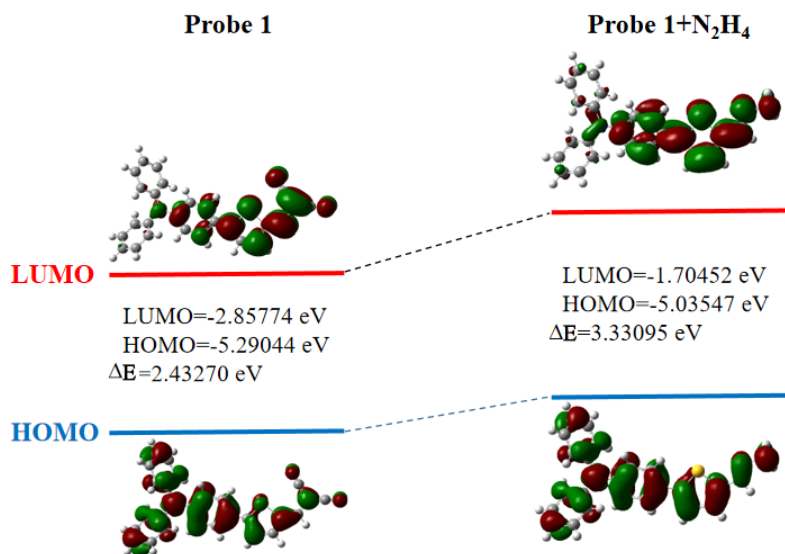 Probe 1
Probe 1+N₂H₄
LUMO
LUMO=-2.85774 eV
HOMO=-5.29044 eV
ΔE=2.43270 eV
LUMO=-1.70452 eV
HOMO=-5.03547 eV
ΔE=3.33095 eV
HOMO